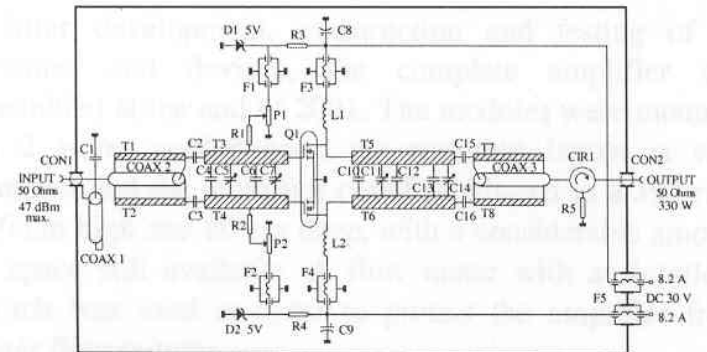 D1 5V
R3
C8
F1
F3
P1
L1
R1
Q1
C1
T1
C2
T3
T5
C15
T7
CIR1
CON1
CON2
INPUT
50 Ohms
47 dBm
max.
COAX 2
C4
C5
C6
C7
C10
C11
C12
C13
C14
COAX 3
OUTPUT
50 Ohms
330 W
T2
C3
T4
T6
C16
T8
R5
COAX 1
R2
P2
L2
F2
F4
F5
8.2 A
DC 30 V
8.2 A
D2 5V
R4
C9